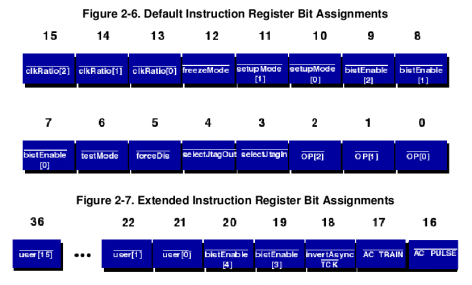 Figure 2-6. Default Instruction Register Bit Assignments
15 14 13 12 11 10 9 8
clkRatio[2] clkRatio[1] clkRatio[0] freezeMode setupMode [1] setupMode [0] bistEnable [2] bistEnable [1]
7 6 5 4 3 2 1 0
bistEnable [0] testMode forceDis selectJtagOut selectJtagIn OP[2] OP[1] OP[0]
Figure 2-7. Extended Instruction Register Bit Assignments
36 22 21 20 19 18 17 16
user[15] ••• user[1] user[0] bistEnable [4] bistEnable [3] invertAsync TCK AC TRAIN AC PULSE